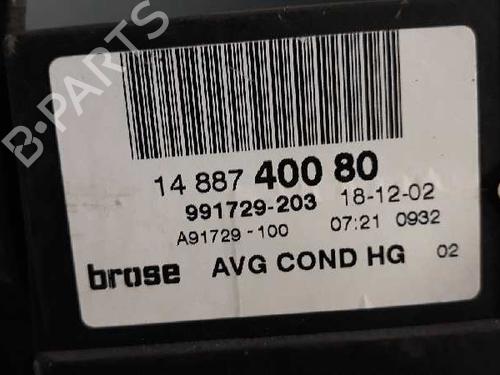 B-PARTS
14 887 400 80
991729-203 18-12-02
A91729-100 07:21 0932
brose AVG COND HG 02